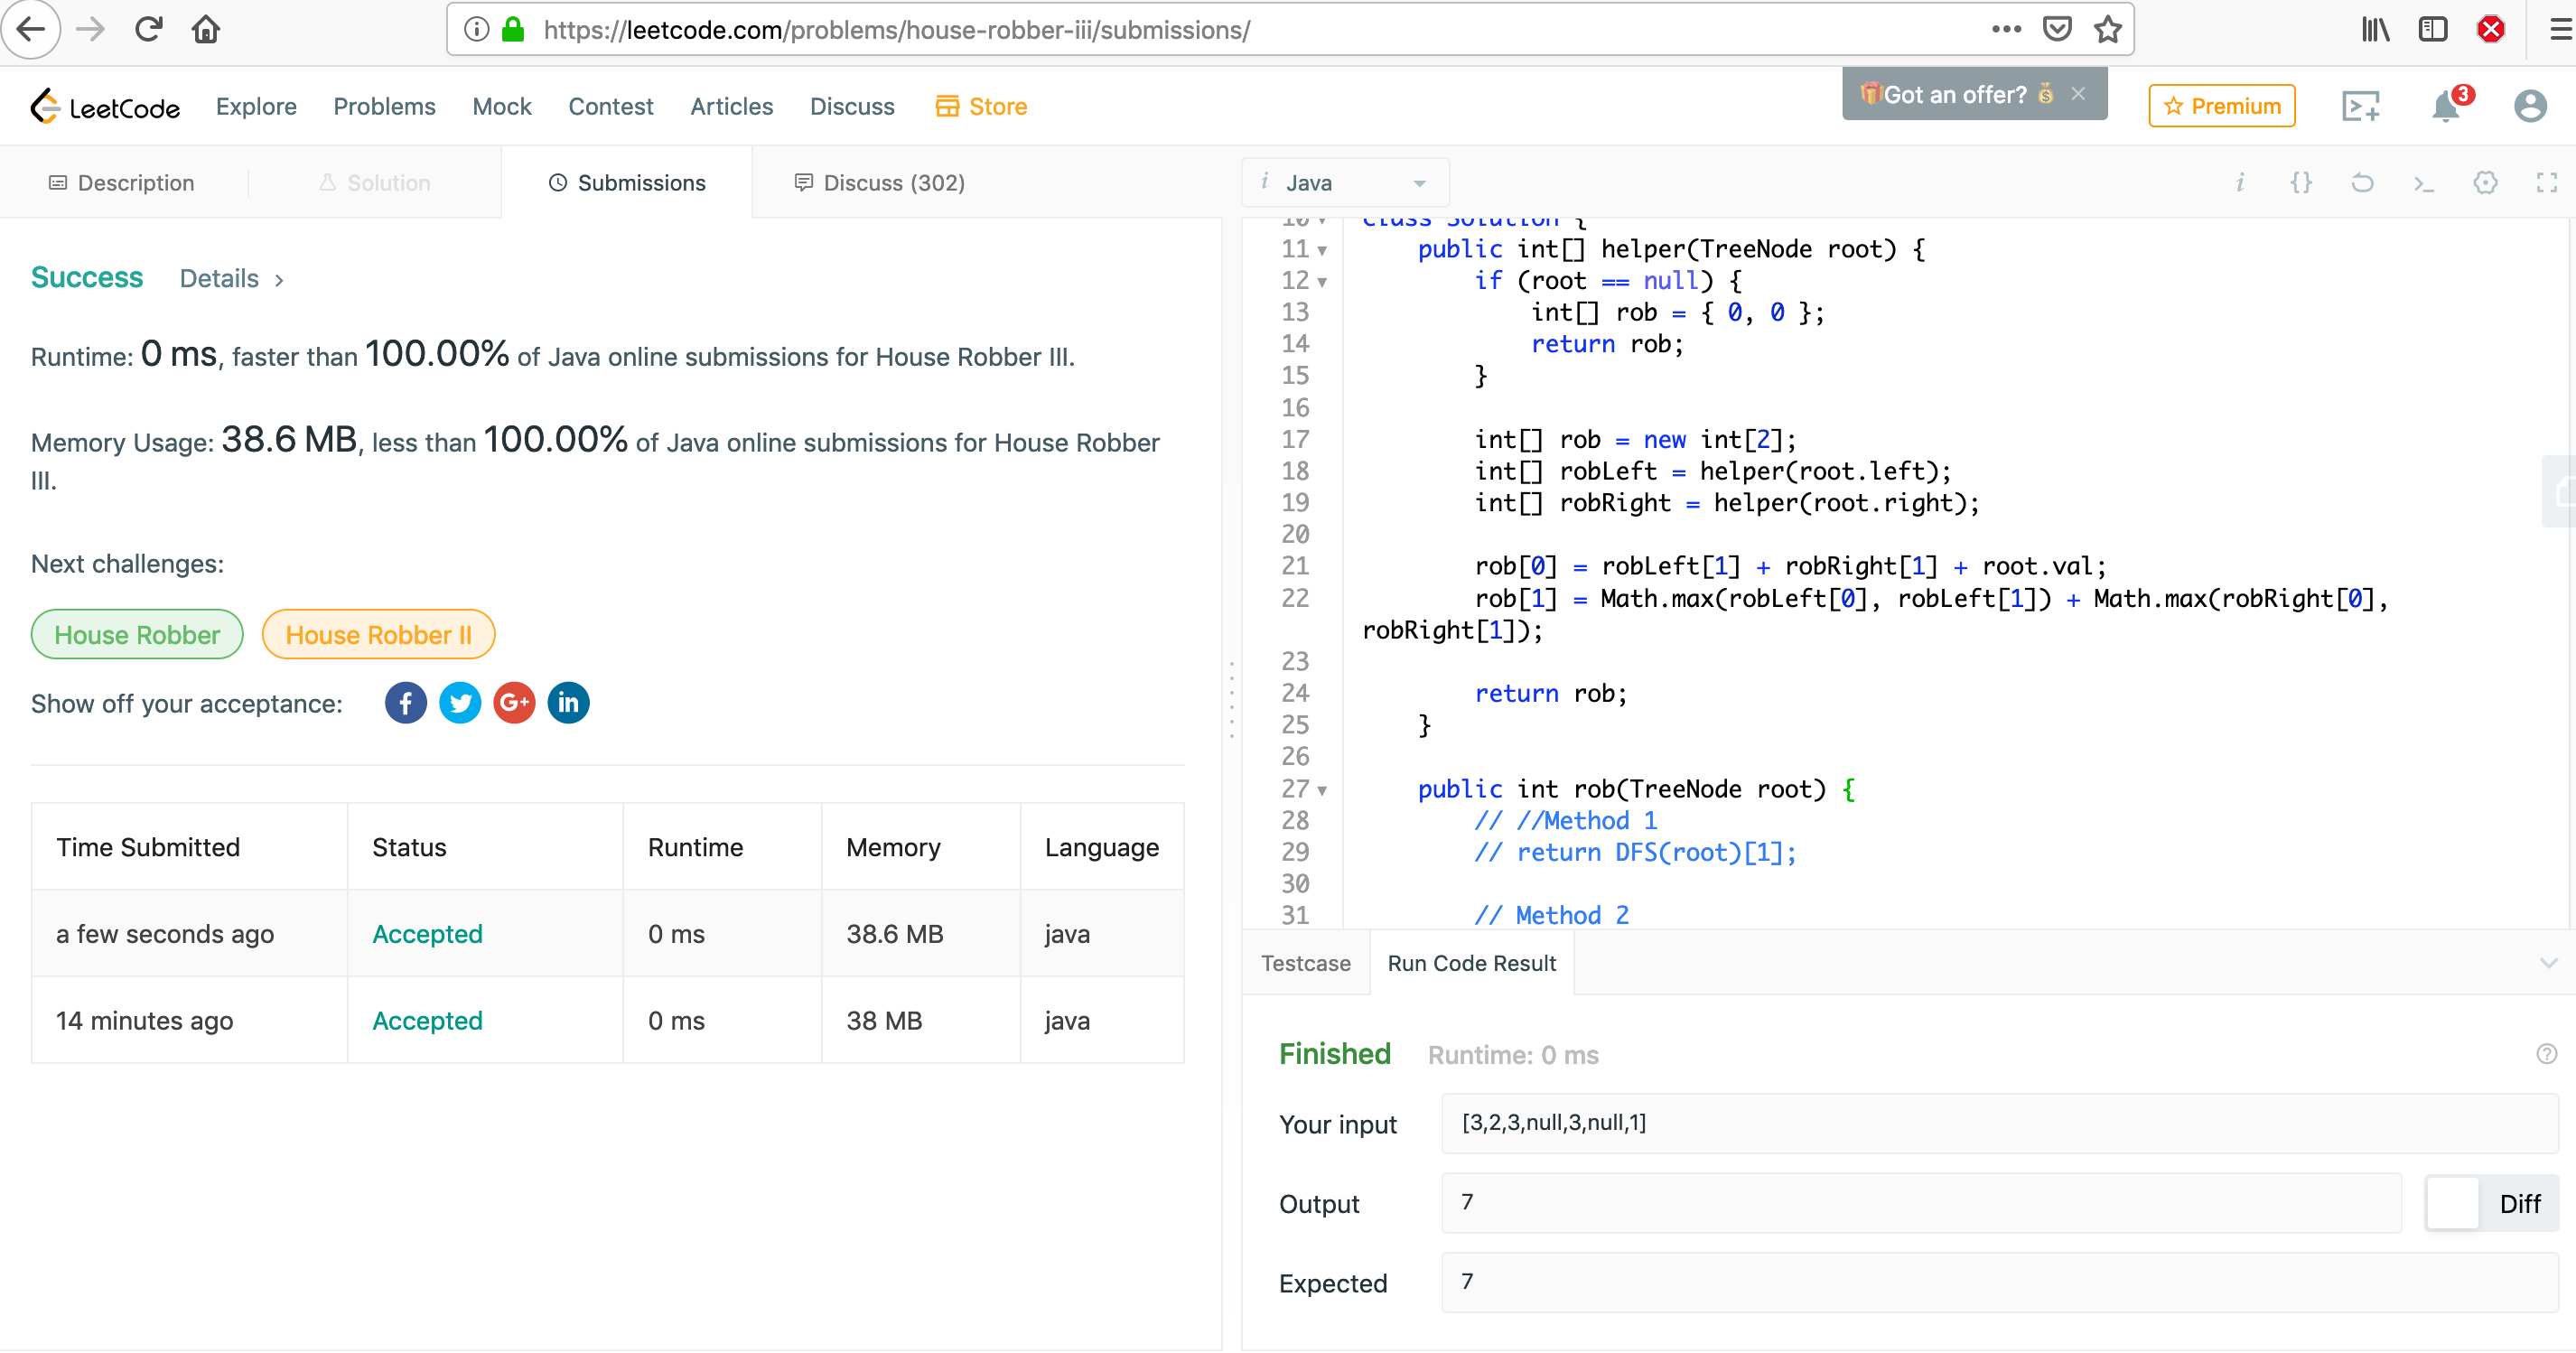 https://leetcode.com/problems/house-robber-iii/submissions/
LeetCode Explore Problems Mock Contest Articles Discuss Store Got an offer? Premium 3
Description Solution Submissions Discuss (302)
Success Details >
Runtime: 0 ms, faster than 100.00% of Java online submissions for House Robber III.
Memory Usage: 38.6 MB, less than 100.00% of Java online submissions for House Robber
III.
Next challenges:
House Robber House Robber II
Show off your acceptance: f G+ in
Time Submitted Status Runtime Memory Language
a few seconds ago Accepted 0 ms 38.6 MB java
14 minutes ago Accepted 0 ms 38 MB java
i Java
10 class Solution {
11 public int[] helper(TreeNode root) {
12 if (root == null) {
13 int[] rob = { 0, 0 };
14 return rob;
15 }
16
17 int[] rob = new int[2];
18 int[] robLeft = helper(root.left);
19 int[] robRight = helper(root.right);
20
21 rob[0] = robLeft[1] + robRight[1] + root.val;
22 rob[1] = Math.max(robLeft[0], robLeft[1]) + Math.max(robRight[0],
robRight[1]);
23
24 return rob;
25 }
26
27 public int rob(TreeNode root) {
28 // //Method 1
29 // return DFS(root)[1];
30
31 // Method 2
Testcase Run Code Result
Finished Runtime: 0 ms
Your input [3,2,3,null,3,null,1]
Output 7 Diff
Expected 7